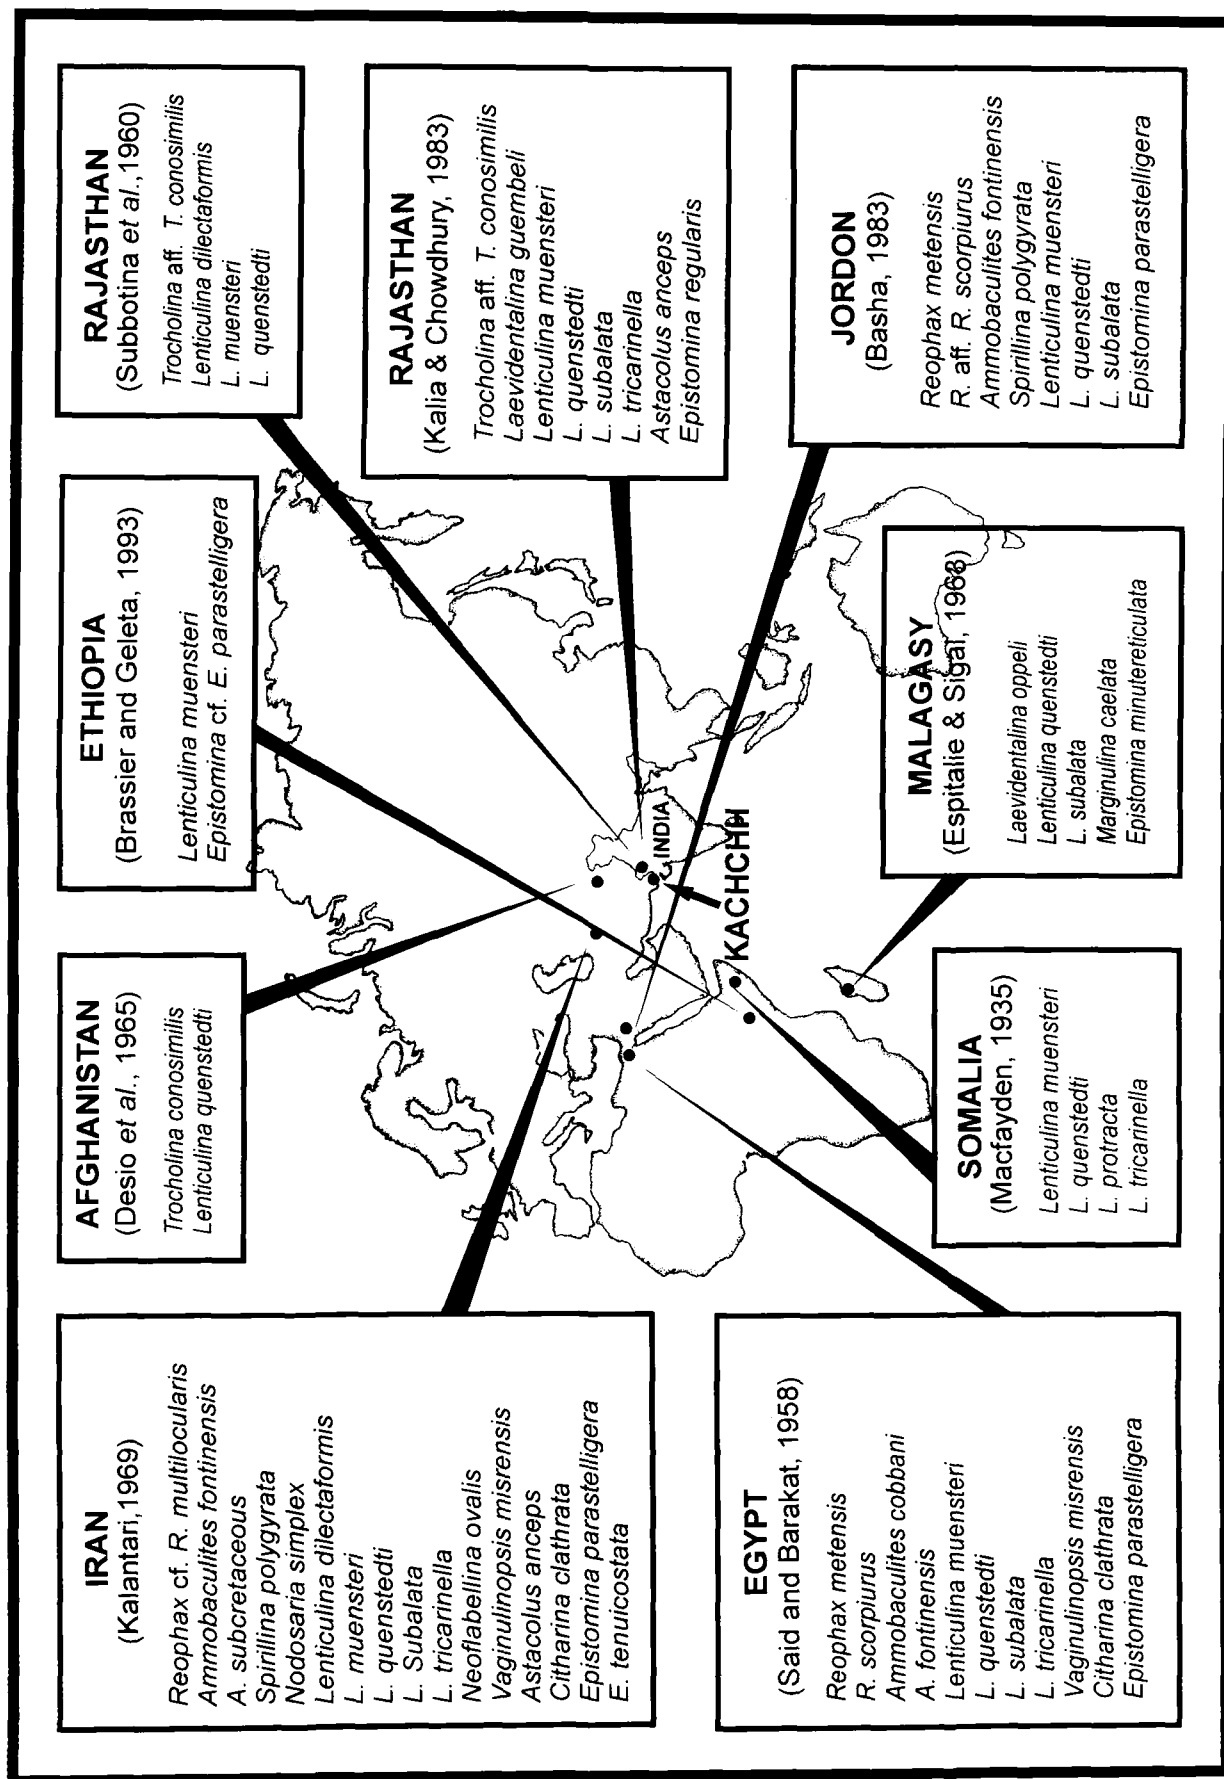 IRAN
(Kalantari, 1969)
Reophax cf. R. multilocularis
Ammobaculites fontinensis
A. subcretaceous
Spirillina polygyrata
Nodosaria simplex
Lenticulina dilectaformis
L. muensteri
L. quenstedti
L. Subalata
L. tricarinella
Neoflabellina ovalis
Vaginulinopsis misrensis
Astacolus anceps
Citharina clathrata
Epistomina parastelligera
E. tenuicostata
AFGHANISTAN
(Desio et al., 1965)
Trocholina conosimilis
Lenticulina quenstedti
ETHIOPIA
(Brassier and Geleta, 1993)
Lenticulina muensteri
Epistomina cf. E. parastelligera
RAJASTHAN
(Subbotina et al.,1960)
Trocholina aff. T. conosimilis
Lenticulina dilectaformis
L. muensteri
L. quenstedti
RAJASTHAN
(Kalia & Chowdhury, 1983)
Trocholina aff. T. conosimilis
Laevidentalina guembeli
Lenticulina muensteri
L. quenstedti
L. subalata
L. tricarinella
Astacolus anceps
Epistomina regularis
INDIA
KACHCHH
EGYPT
(Said and Barakat, 1958)
Reophax metensis
R. scorpiurus
Ammobaculites cobbani
A. fontinensis
Lenticulina muensteri
L. quenstedti
L. subalata
L. tricarinella
Vaginulinopsis misrensis
Citharina clathrata
Epistomina parastelligera
SOMALIA
(Macfayden, 1935)
Lenticulina muensteri
L. quenstedti
L. protracta
L. tricarinella
MALAGASY
(Espitalie & Sigal, 1968)
Laevidentalina oppeli
Lenticulina quenstedti
L. subalata
Marginulina caelata
Epistomina minutereticulata
JORDON
(Basha, 1983)
Reophax metensis
R. aff. R. scorpiurus
Ammobaculites fontinensis
Spirillina polygyrata
Lenticulina muensteri
L. quenstedti
L. subalata
Epistomina parastelligera